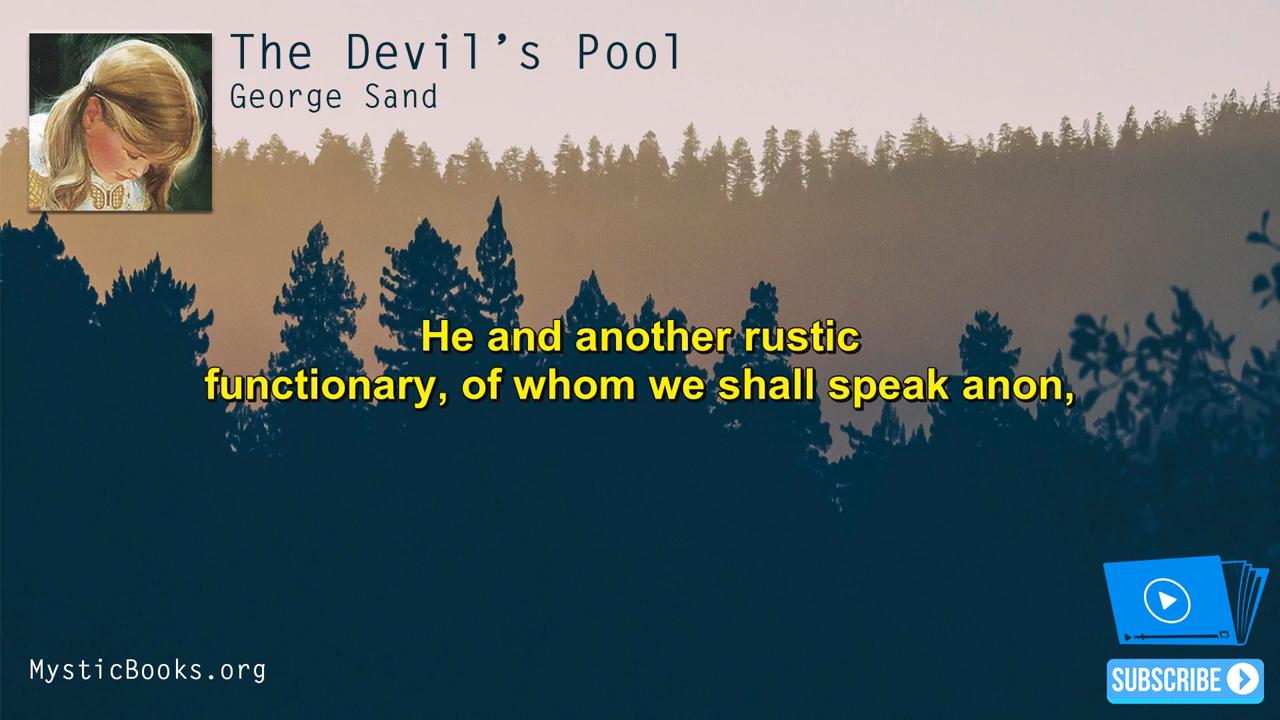 The Devil's Pool
George Sand
He and another rustic
functionary, of whom we shall speak anon,
MysticBooks.org
SUBSCRIBE